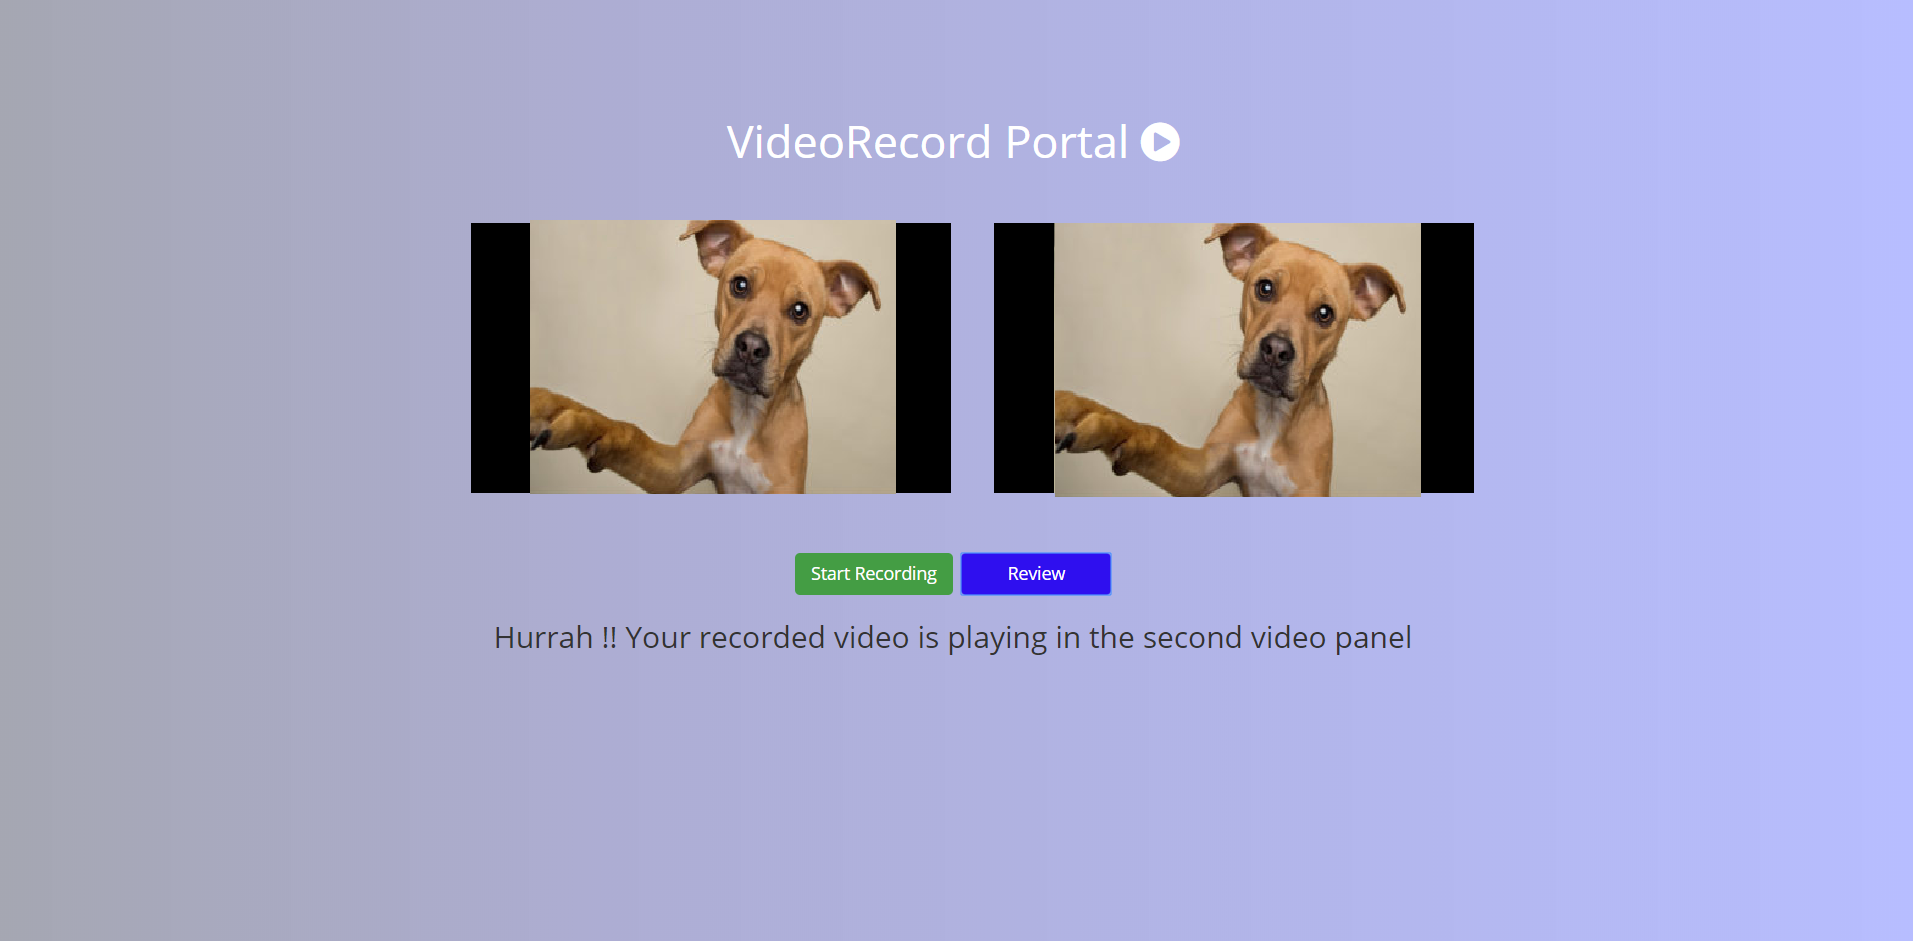 VideoRecord Portal
Start Recording
Review
Hurrah !! Your recorded video is playing in the second video panel